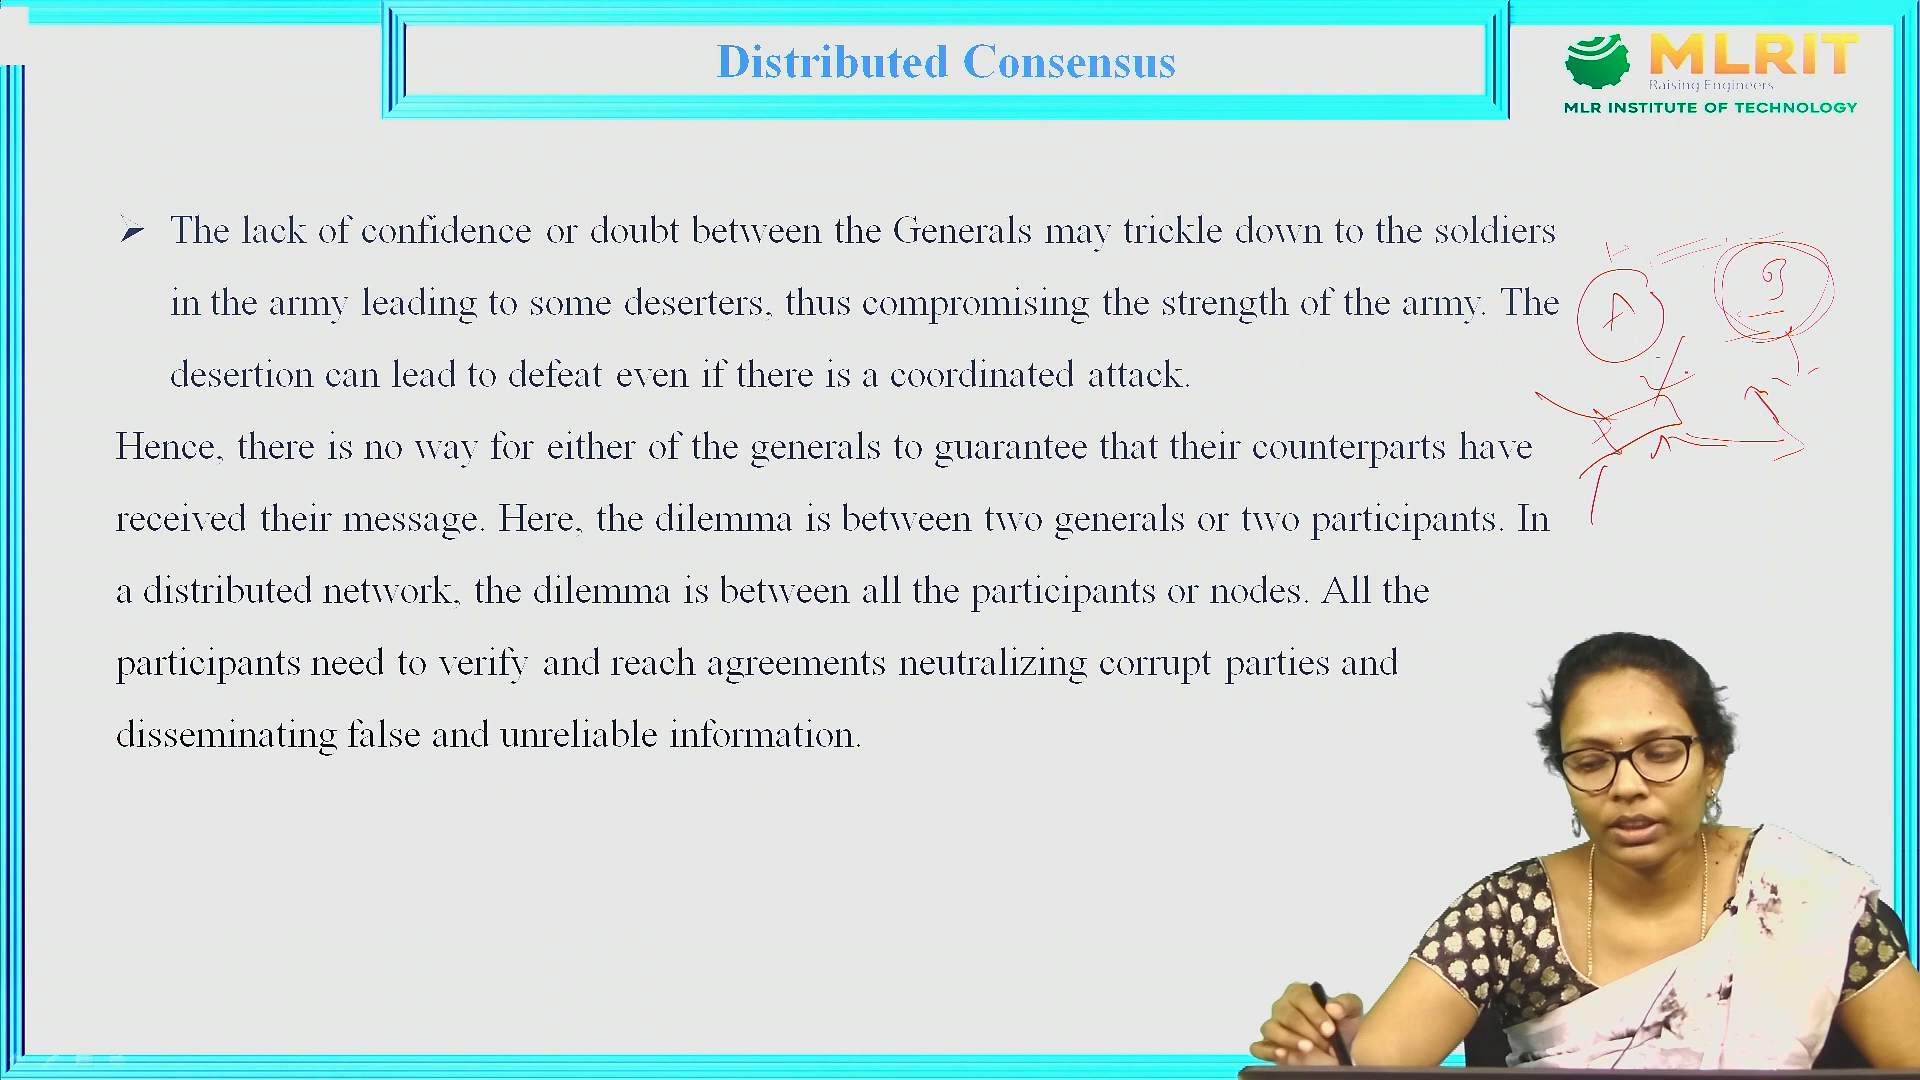 Distributed Consensus
MLRIT
Raising Engineers
MLR INSTITUTE OF TECHNOLOGY
➢ The lack of confidence or doubt between the Generals may trickle down to the soldiers
in the army leading to some deserters, thus compromising the strength of the army. The
desertion can lead to defeat even if there is a coordinated attack.
Hence, there is no way for either of the generals to guarantee that their counterparts have
received their message. Here, the dilemma is between two generals or two participants. In
a distributed network, the dilemma is between all the participants or nodes. All the
participants need to verify and reach agreements neutralizing corrupt parties and
disseminating false and unreliable information.
A